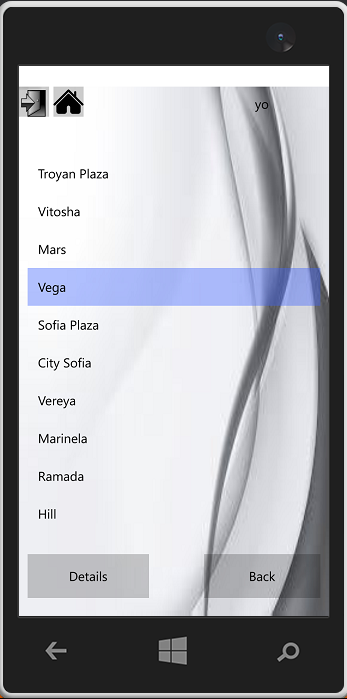 yo
Troyan Plaza
Vitosha
Mars
Vega
Sofia Plaza
City Sofia
Vereya
Marinela
Ramada
Hill
Details
Back